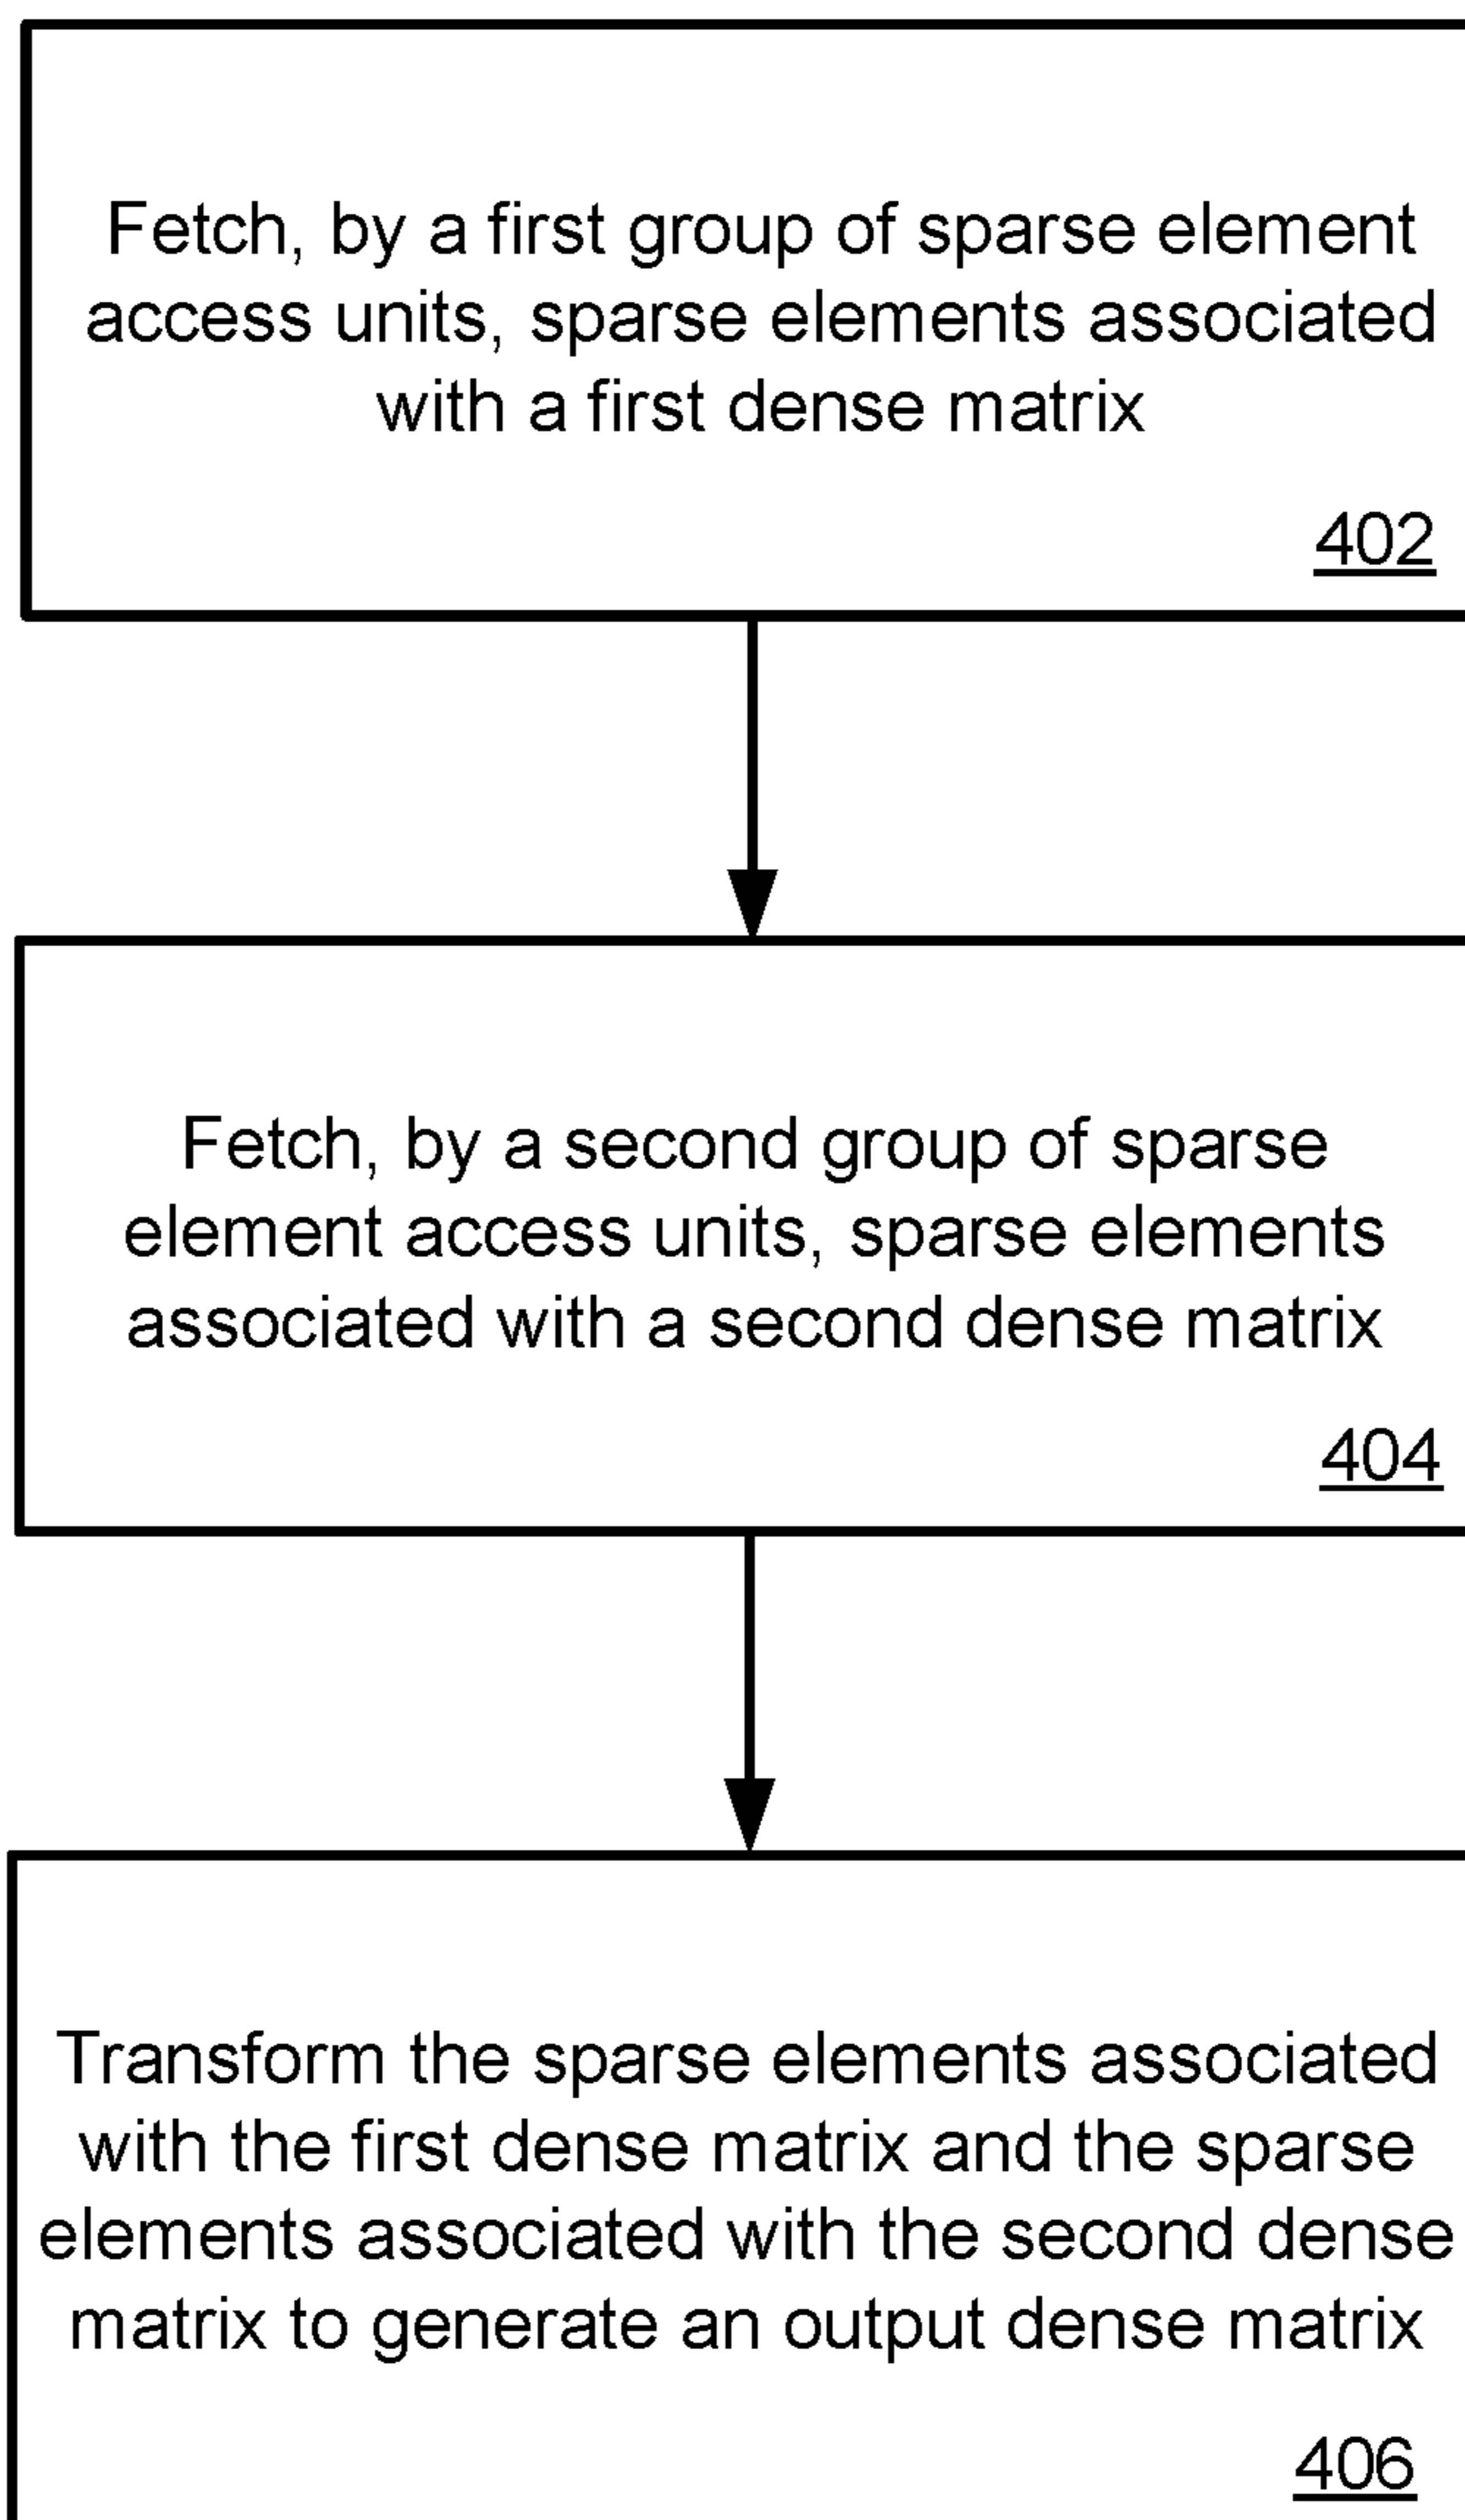 Fetch, by a first group of sparse element
access units, sparse elements associated
with a first dense matrix
402
Fetch, by a second group of sparse
element access units, sparse elements
associated with a second dense matrix
404
Transform the sparse elements associated
with the first dense matrix and the sparse
elements associated with the second dense
matrix to generate an output dense matrix
406